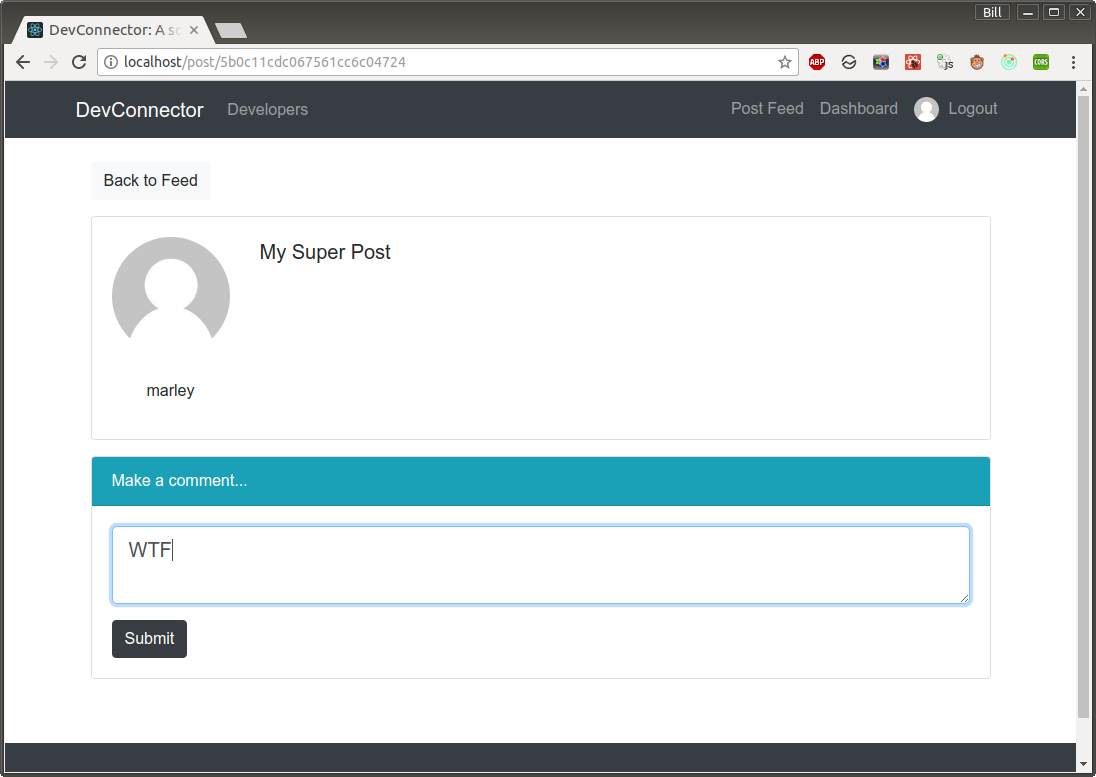 Bill
DevConnector: A so
localhost/post/5b0c11cdc067561cc6c04724
ABP
js
CORS
DevConnector Developers Post Feed Dashboard Logout
Back to Feed
My Super Post
marley
Make a comment...
WTF
Submit